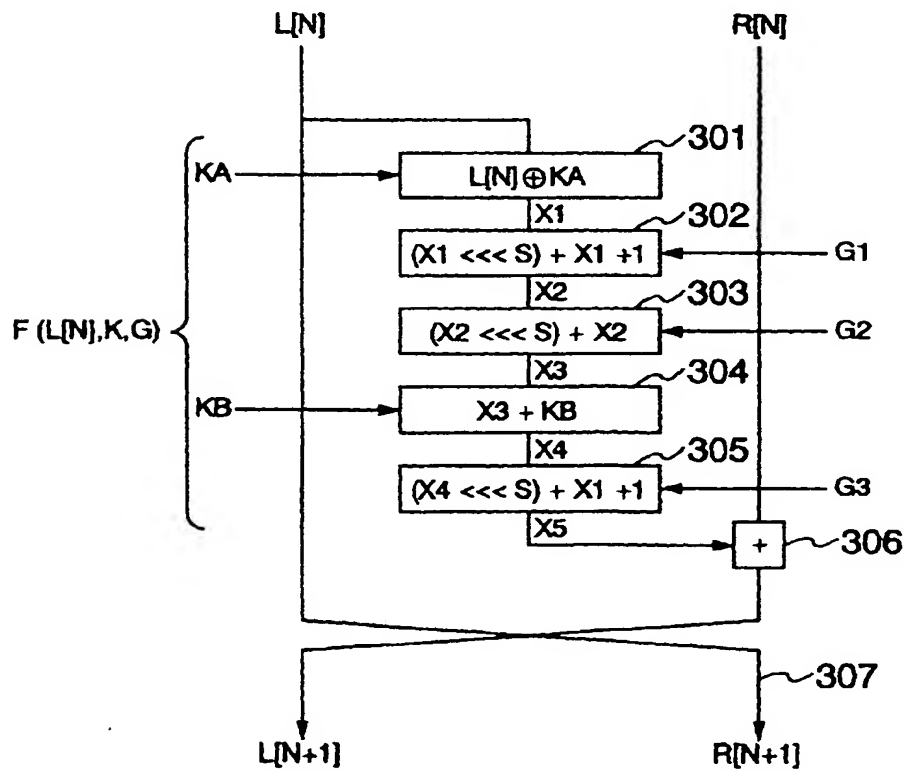 L[N] R[N]
301
KA L[N]⊕KA
X1 302
(X1 <<< S) + X1 +1 G1
X2 303
F (L[N],K,G) (X2 <<< S) + X2 G2
X3 304
KB X3 + KB
X4 305
(X4 <<< S) + X1 +1 G3
X5 + 306
307
L[N+1] R[N+1]